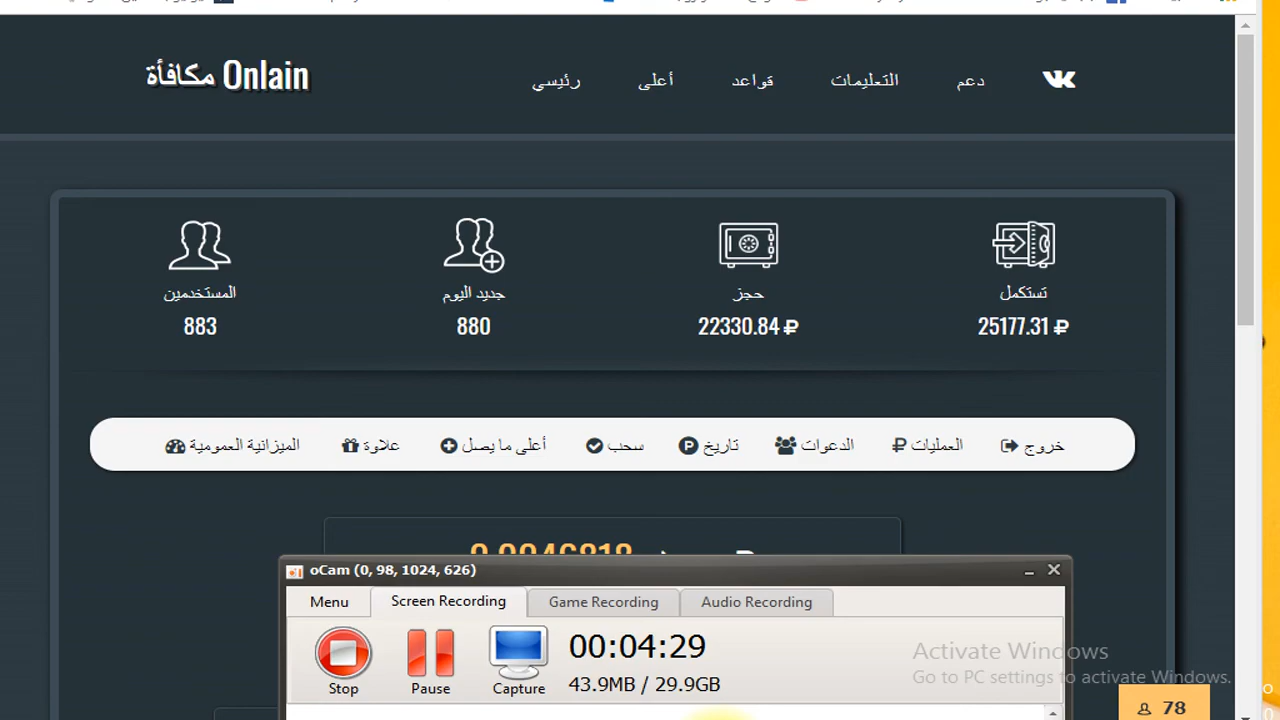 Onlain مكافأة
رئيسي
أعلى
قواعد
التعليمات
دعم
المستخدمين
883
جديد اليوم
880
حجز
22330.84 ₽
تستكمل
25177.31 ₽
الميزانية العمومية
علاوة
أعلى ما يصل
سحب
تاريخ
الدعوات
العمليات
خروج
oCam (0, 98, 1024, 626)
Menu
Screen Recording
Game Recording
Audio Recording
00:04:29
43.9MB / 29.9GB
Stop
Pause
Capture
Activate Windows
Go to PC settings to activate Windows.
78